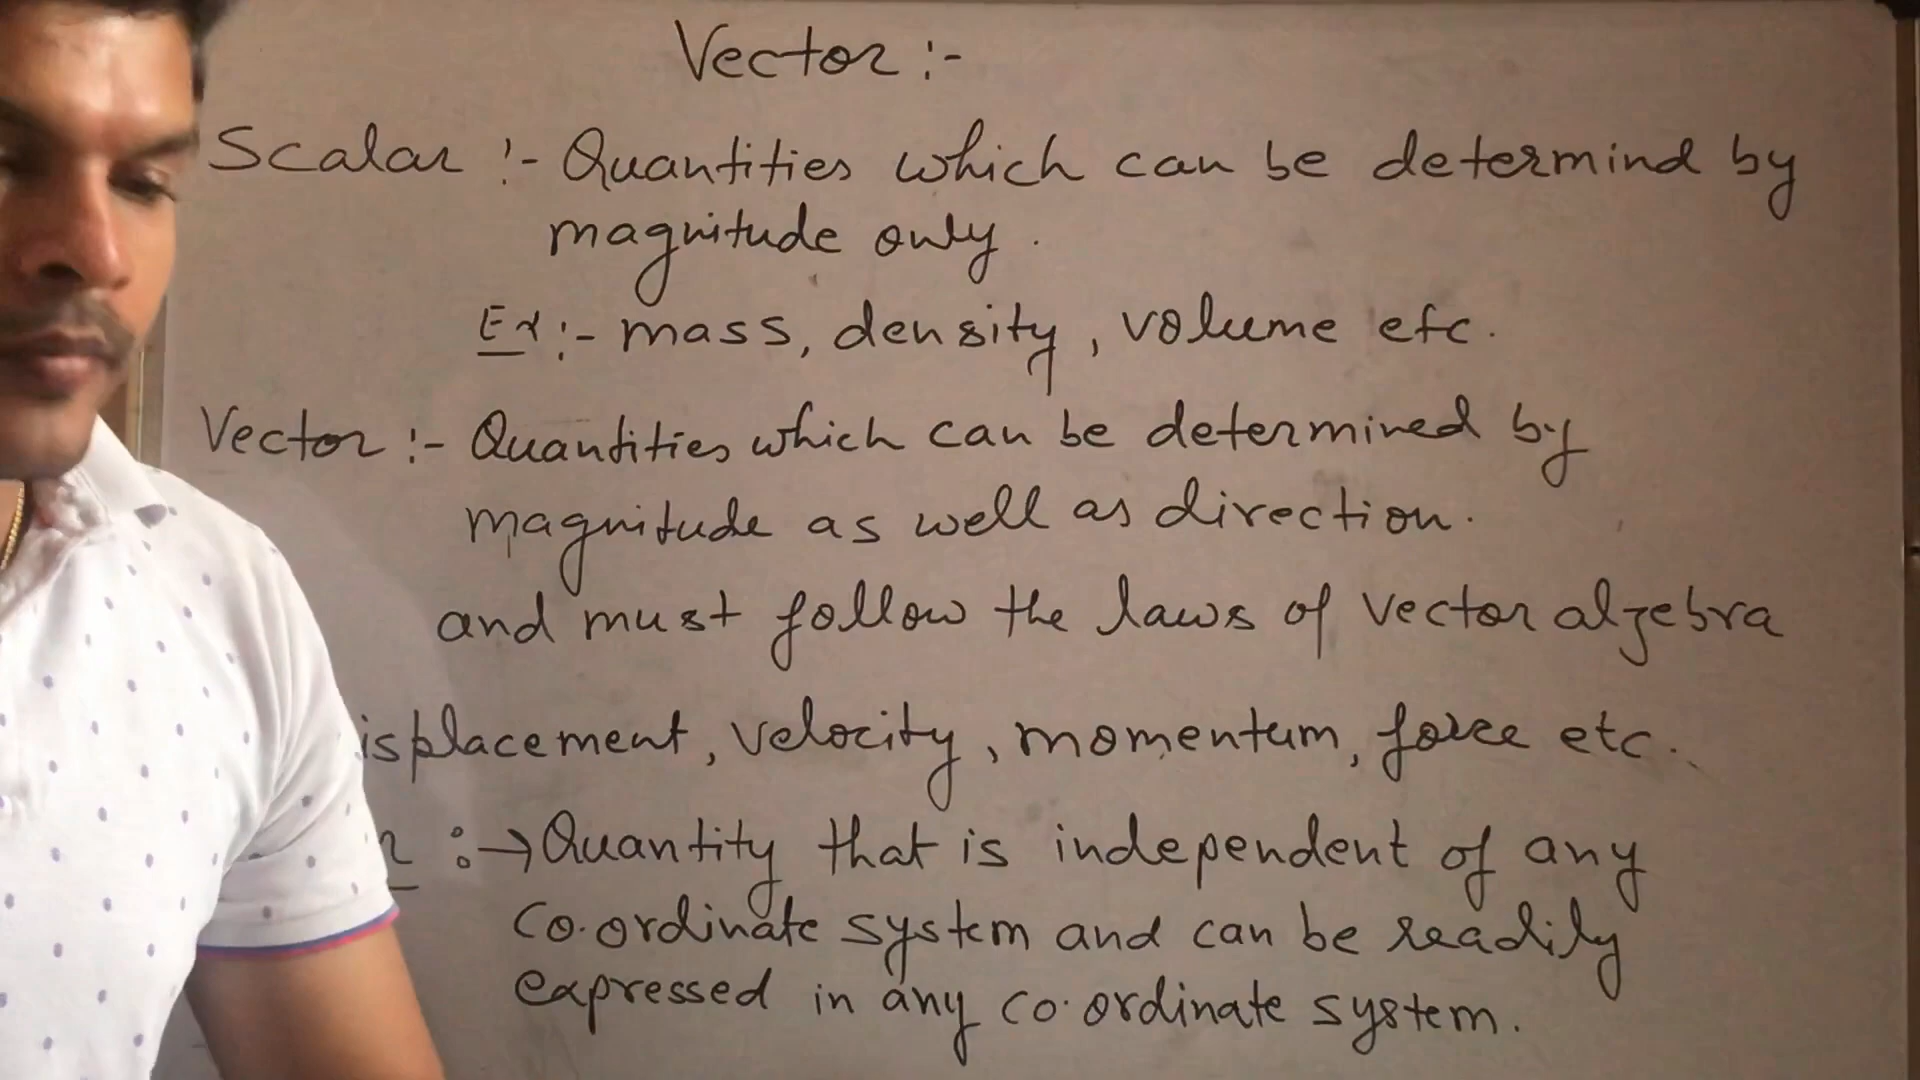 Vector :-
Scalar :- Quantities which can be determind by
magnitude only.
Ex :- mass, density, volume etc.
Vector :- Quantities which can be determined by
magnitude as well as direction.
and must follow the laws of vector algebra
isplacement, velocity, momentum, force etc.
r :→ Quantity that is independent of any
co-ordinate system and can be readily
expressed in any co-ordinate system.